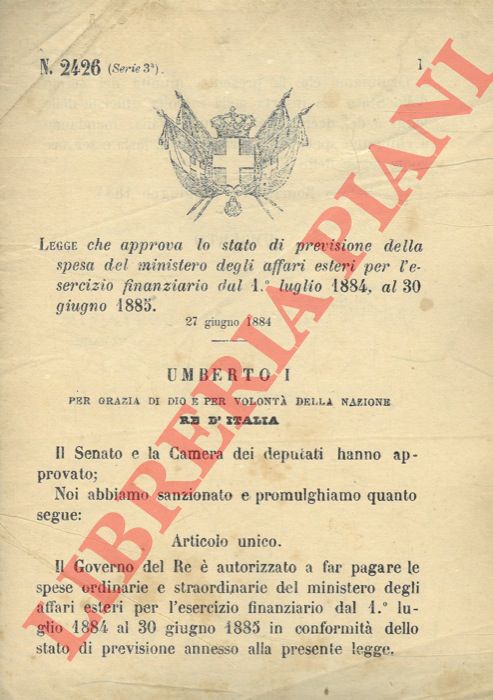 N. 2426 (Serie 3ª). 1
LEGGE che approva lo stato di previsione della
spesa del ministero degli affari esteri per l'e-
sercizio finanziario dal 1.° luglio 1884, al 30
giugno 1885.
27 giugno 1884
UMBERTO I
PER GRAZIA DI DIO E PER VOLONTÀ DELLA NAZIONE
RE D'ITALIA
Il Senato e la Camera dei deputati hanno ap-
provato;
Noi abbiamo sanzionato e promulghiamo quanto
segue:
Articolo unico.
Il Governo del Re è autorizzato a far pagare le
spese ordinarie e straordinarie del ministero degli
affari esteri per l'esercizio finanziario dal 1.° lu-
glio 1884 al 30 giugno 1885 in conformità dello
stato di previsione annesso alla presente legge.
LIBRERIA PIANI